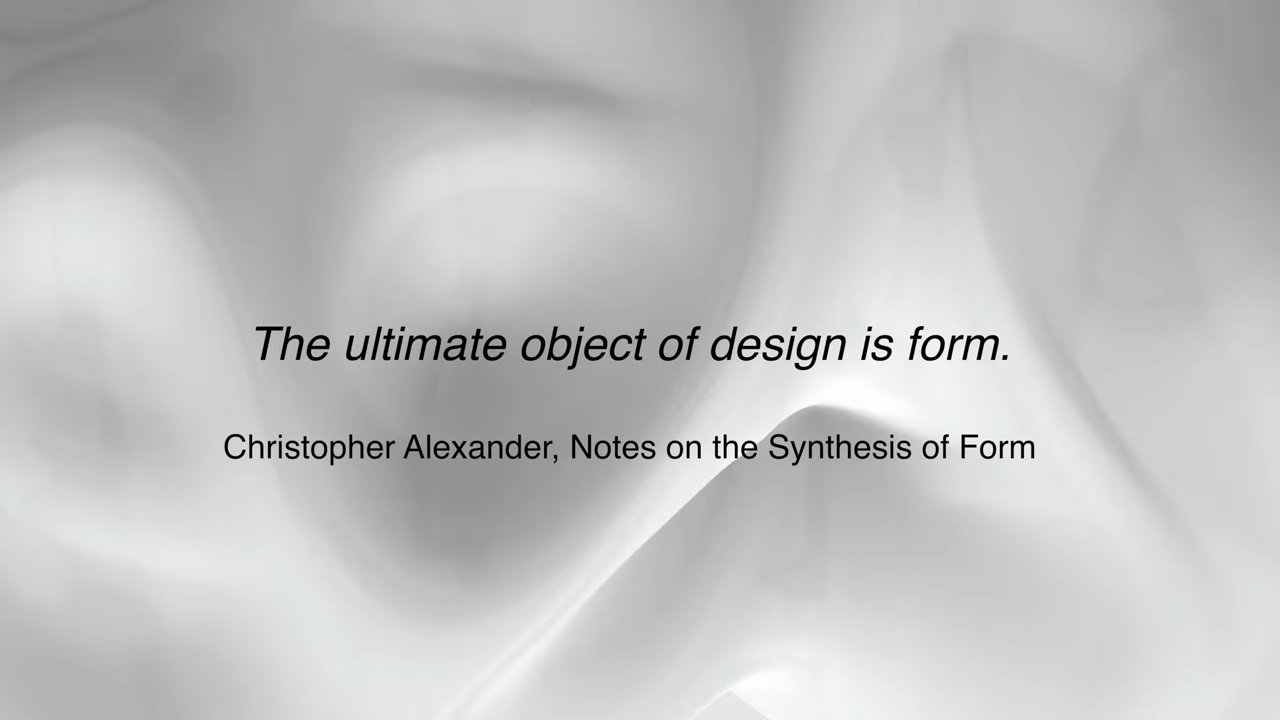 The ultimate object of design is form.
Christopher Alexander, Notes on the Synthesis of Form